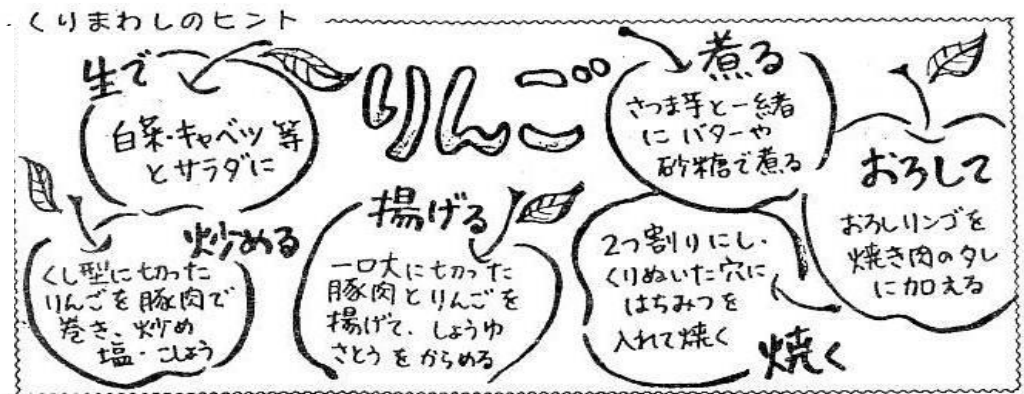 くりまわしのヒント
りんご
生で
白菜・キャベツ等
とサラダに
煮る
さつま芋と一緒
にバターや
砂糖で煮る
おろして
おろしリンゴを
焼き肉のタレ
に加える
炒める
くし型に切った
りんごを豚肉で
巻き、炒め
塩・こしょう
揚げる
一口大に切った
豚肉とりんごを
揚げて、しょうゆ
さとうをからめる
2つ割りにし、
くりぬいた穴に
はちみつを
入れて焼く
焼く